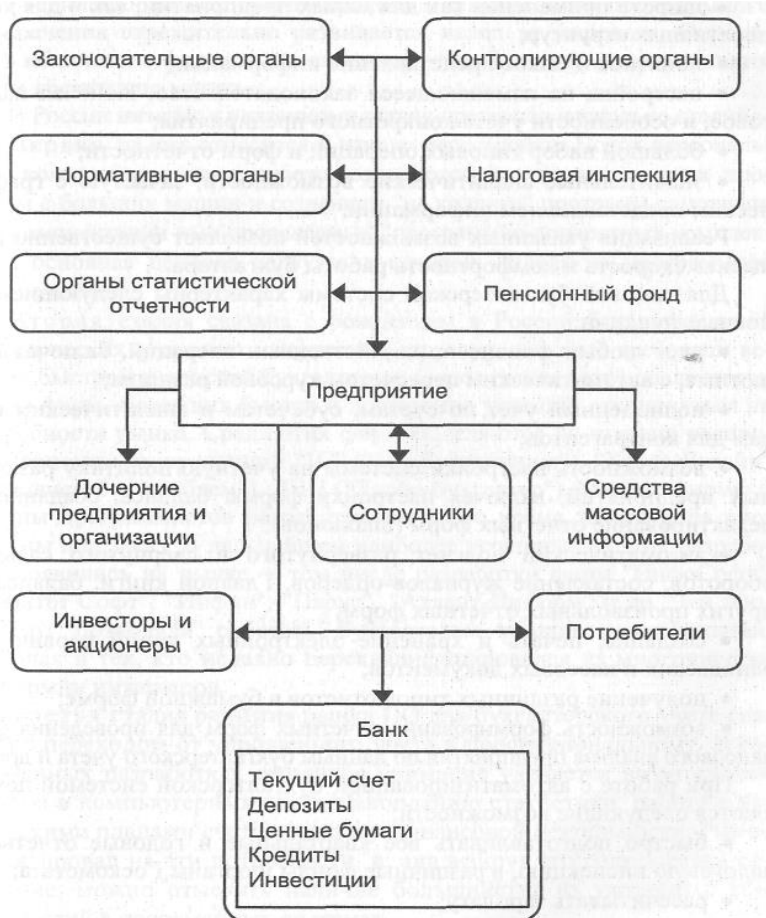 Законодательные органы
Контролирующие органы
Нормативные органы
Налоговая инспекция
Органы статистической
отчетности
Пенсионный фонд
Предприятие
Дочерние
предприятия и
организации
Сотрудники
Средства
массовой
информации
Инвесторы и
акционеры
Потребители
Банк
Текущий счет
Депозиты
Ценные бумаги
Кредиты
Инвестиции